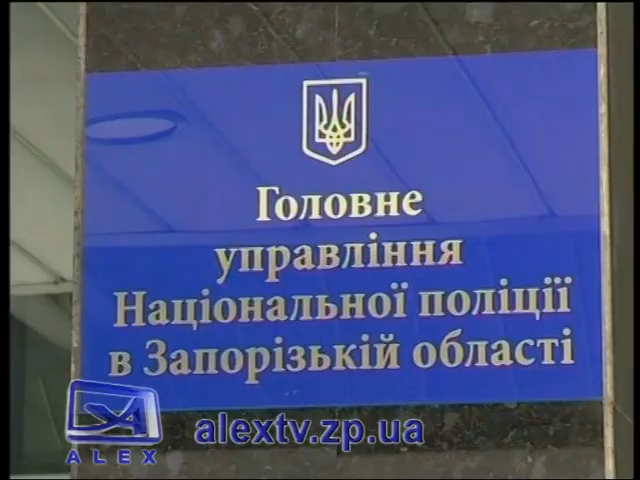 Головне
управління
Національної поліції
в Запорізькій області
ALEX
alextv.zp.ua